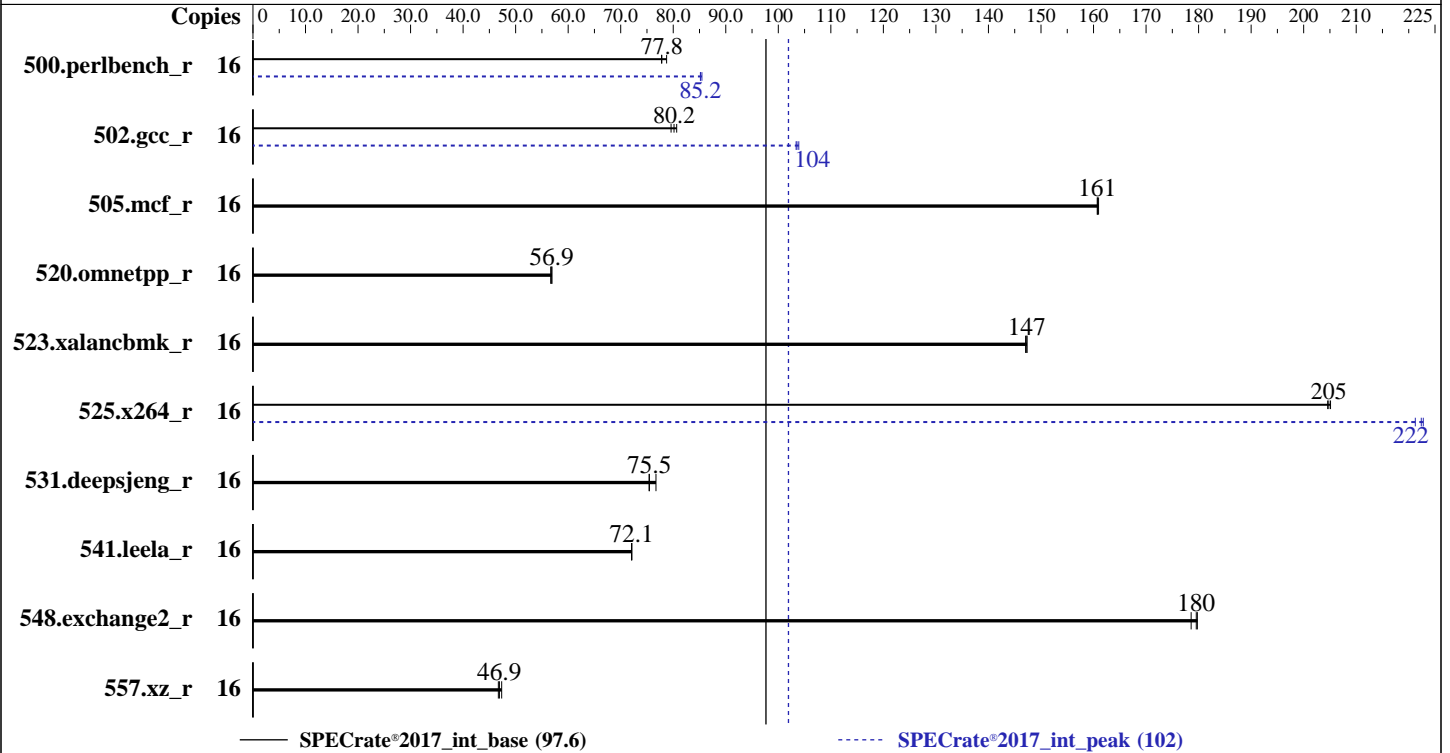 Copies 0 10.0 20.0 30.0 40.0 50.0 60.0 70.0 80.0 90.0 100 110 120 130 140 150 160 170 180 190 200 210 225
500.perlbench_r 16 77.8
85.2
502.gcc_r 16 80.2
104
505.mcf_r 16 161
520.omnetpp_r 16 56.9
523.xalancbmk_r 16 147
525.x264_r 16 205
222
531.deepsjeng_r 16 75.5
541.leela_r 16 72.1
548.exchange2_r 16 180
557.xz_r 16 46.9
SPECrate®2017_int_base (97.6) SPECrate®2017_int_peak (102)